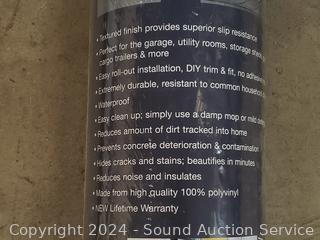 • Textured finish provides superior slip resistance
• Perfect for the garage, utility rooms, storage sheds,
cargo trailers & more
• Easy roll-out installation, DIY trim & fit, no adhesive
• Extremely durable, resistant to common household
• Waterproof
• Easy clean up; simply use a damp mop or mild
• Reduces amount of dirt tracked into home
• Prevents concrete deterioration & contamination
• Hides cracks and stains; beautifies in minutes
• Reduces noise and insulates
• Made from high quality 100% polyvinyl
• NEW Lifetime Warranty
Copyright 2024 - Sound Auction Service